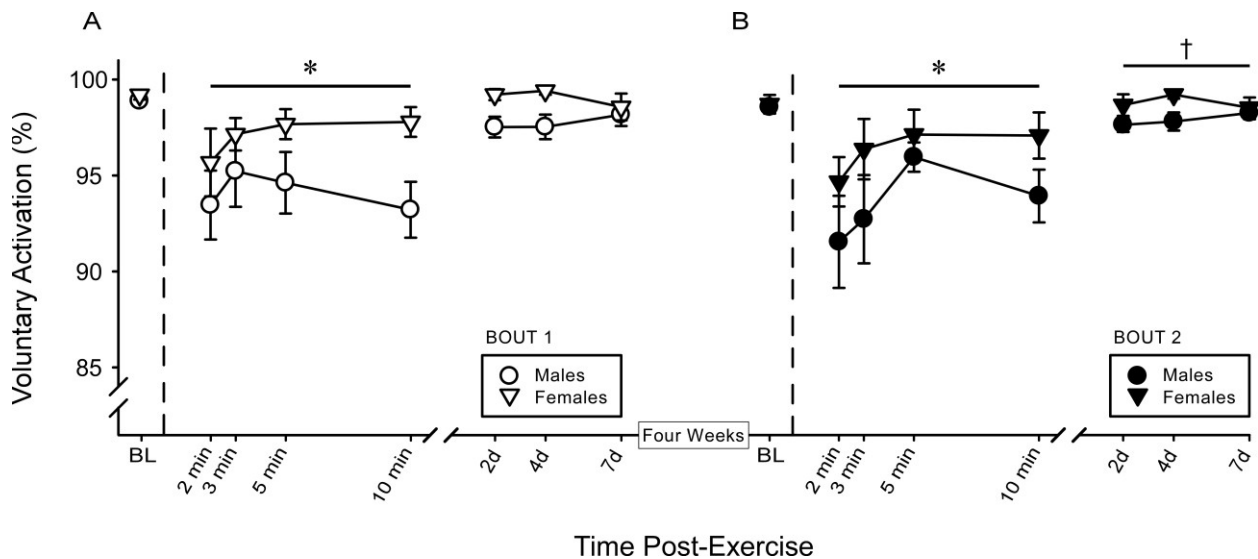 A
B
Voluntary Activation (%)
100
95
90
85
*
*
†
BOUT 1
Males
Females
BOUT 2
Males
Females
BL
2 min
3 min
5 min
10 min
2d
4d
7d
Four Weeks
BL
2 min
3 min
5 min
10 min
2d
4d
7d
Time Post-Exercise